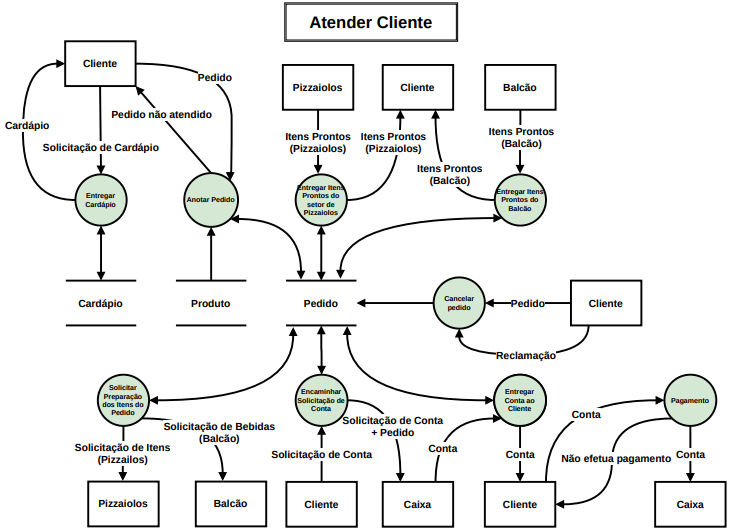 Atender Cliente
Cliente
Pizzaiolos
Cliente
Balcão
Pedido
Pedido não atendido
Cardápio
Solicitação de Cardápio
Itens Prontos
(Pizzaiolos)
Itens Prontos
(Pizzaiolos)
Itens Prontos
(Balcão)
Itens Prontos
(Balcão)
Entregar
Cardápio
Anotar Pedido
Entregar Itens
Prontos do
setor de
Pizzaiolos
Entregar Itens
Prontos do
Balcão
Cardápio
Produto
Pedido
Cancelar
pedido
Pedido
Cliente
Reclamação
Solicitar
Preparação
dos Itens do
Pedido
Encaminhar
Solicitação de
Conta
Entregar
Conta ao
Cliente
Pagamento
Conta
Solicitação de Bebidas
(Balcão)
Solicitação de Conta
+ Pedido
Solicitação de Itens
(Pizzailos)
Solicitação de Conta
Conta
Conta
Não efetua pagamento
Conta
Pizzaiolos
Balcão
Cliente
Caixa
Cliente
Caixa